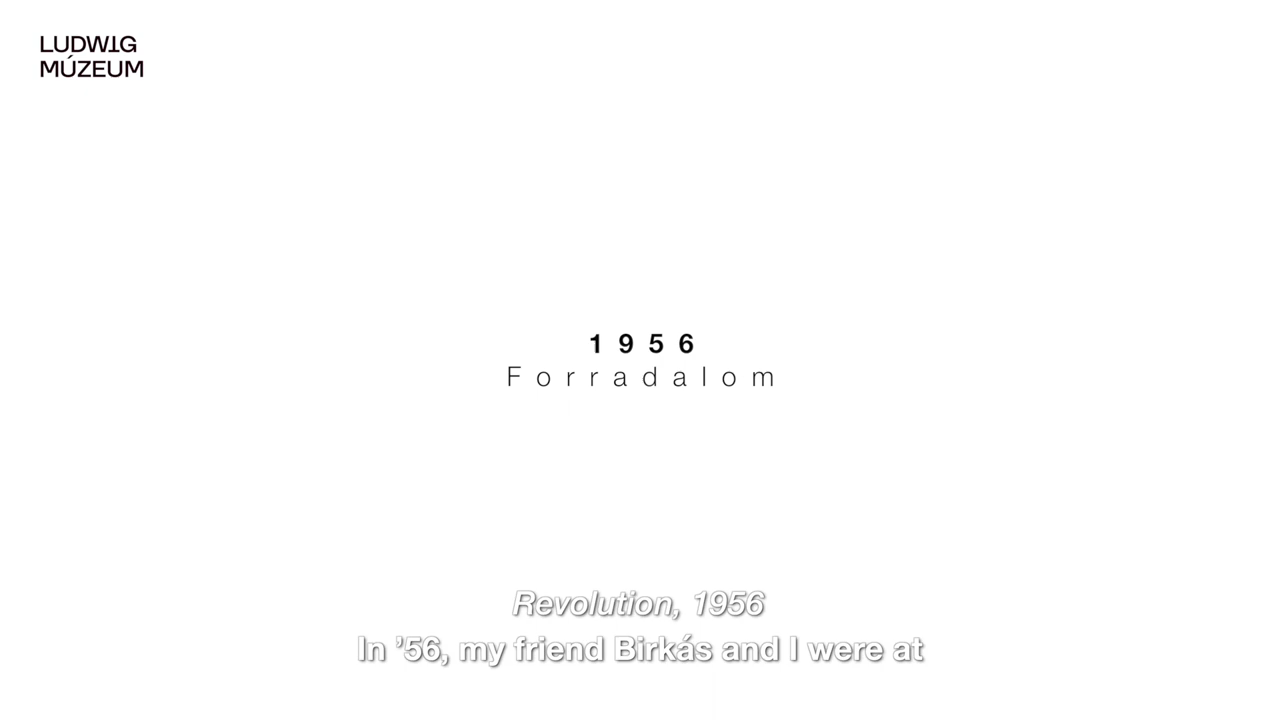 LUDWIG
MÚZEUM
1956
Forradalom
Revolution, 1956
In ’56, my friend Birkás and I were at